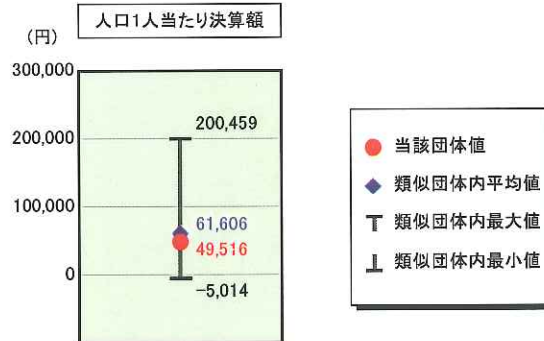 人口1人当たり決算額
(円)
300,000
200,000
100,000
0
200,459
61,606
49,516
-5,014
当該団体値
類似団体内平均値
類似団体内最大値
類似団体内最小値